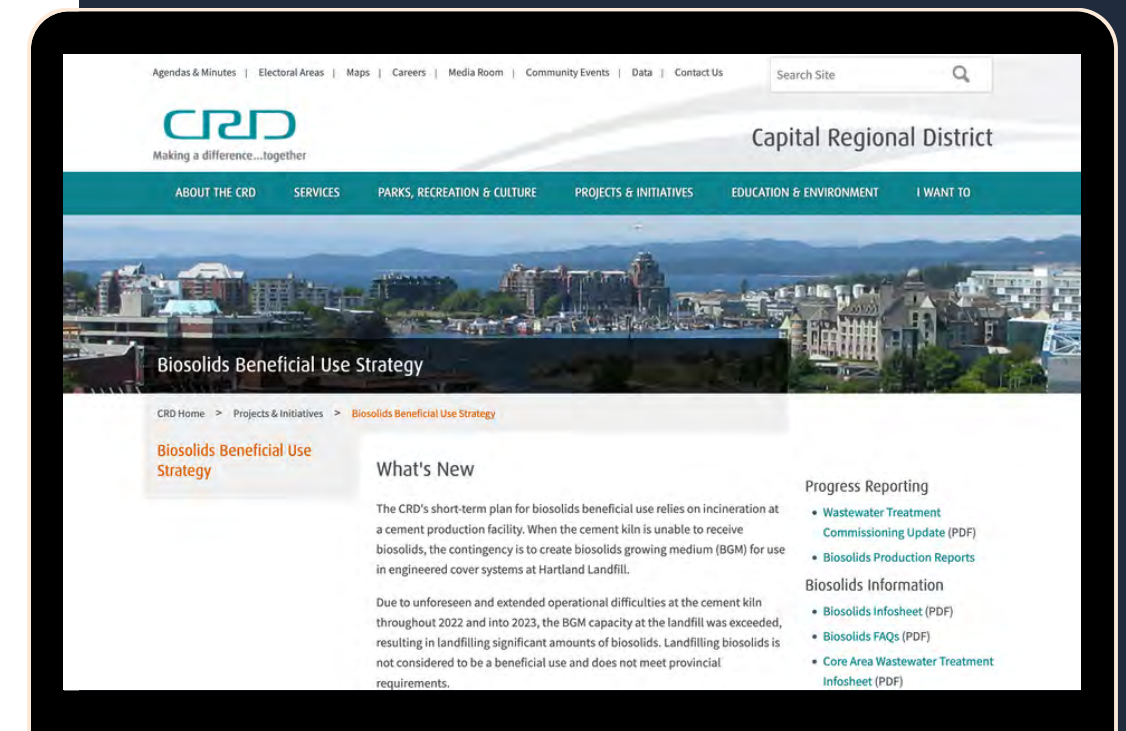 Agendas & Minutes | Electoral Areas | Maps | Careers | Media Room | Community Events | Data | Contact Us
Search Site
CRD
Making a difference...together
Capital Regional District
ABOUT THE CRD SERVICES PARKS, RECREATION & CULTURE PROJECTS & INITIATIVES EDUCATION & ENVIRONMENT I WANT TO
Biosolids Beneficial Use Strategy
CRD Home > Projects & Initiatives > Biosolids Beneficial Use Strategy
Biosolids Beneficial Use
Strategy
What's New
The CRD's short-term plan for biosolids beneficial use relies on incineration at
a cement production facility. When the cement kiln is unable to receive
biosolids, the contingency is to create biosolids growing medium (BGM) for use
in engineered cover systems at Hartland Landfill.
Due to unforeseen and extended operational difficulties at the cement kiln
throughout 2022 and into 2023, the BGM capacity at the landfill was exceeded,
resulting in landfilling significant amounts of biosolids. Landfilling biosolids is
not considered to be a beneficial use and does not meet provincial
requirements.
Progress Reporting
• Wastewater Treatment
Commissioning Update (PDF)
• Biosolids Production Reports
Biosolids Information
• Biosolids Infosheet (PDF)
• Biosolids FAQs (PDF)
• Core Area Wastewater Treatment
Infosheet (PDF)